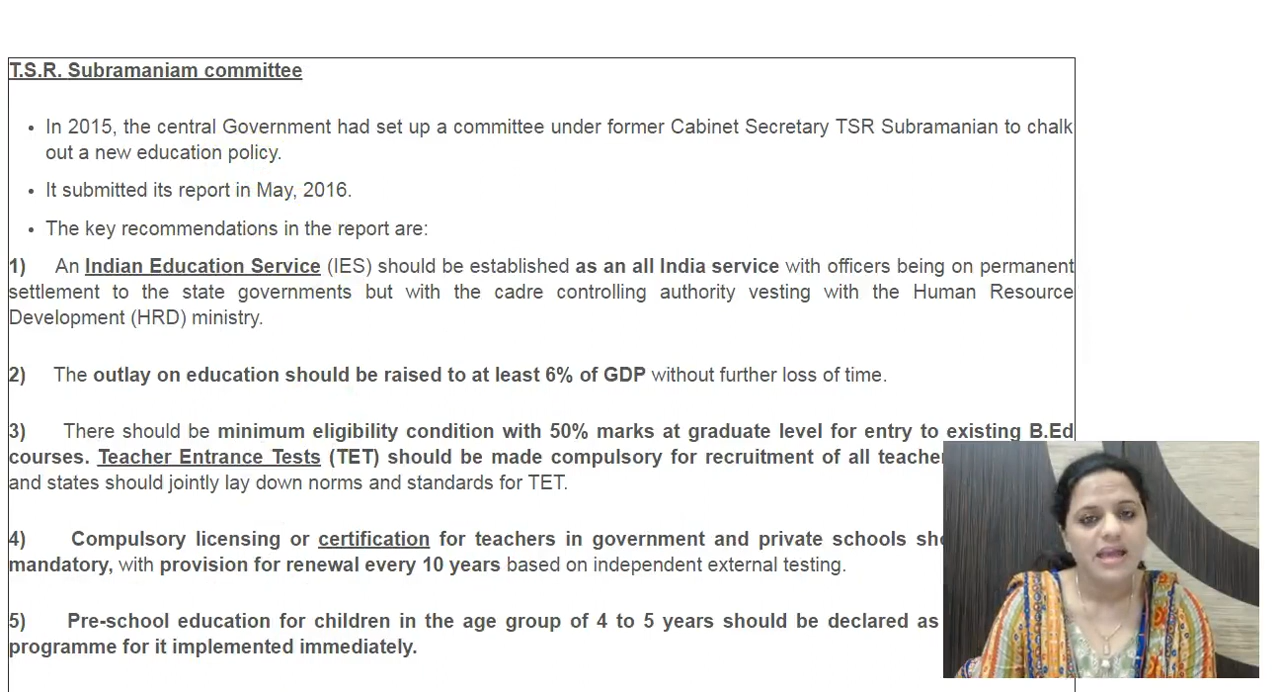 T.S.R. Subramaniam committee
• In 2015, the central Government had set up a committee under former Cabinet Secretary TSR Subramanian to chalk
out a new education policy.
• It submitted its report in May, 2016.
• The key recommendations in the report are:
1) An Indian Education Service (IES) should be established as an all India service with officers being on permanent
settlement to the state governments but with the cadre controlling authority vesting with the Human Resource
Development (HRD) ministry.
2) The outlay on education should be raised to at least 6% of GDP without further loss of time.
3) There should be minimum eligibility condition with 50% marks at graduate level for entry to existing B.Ed
courses. Teacher Entrance Tests (TET) should be made compulsory for recruitment of all
and states should jointly lay down norms and standards for TET.
4) Compulsory licensing or certification for teachers in government and private schools
mandatory, with provision for renewal every 10 years based on independent external testing.
5) Pre-school education for children in the age group of 4 to 5 years should be declared as
programme for it implemented immediately.